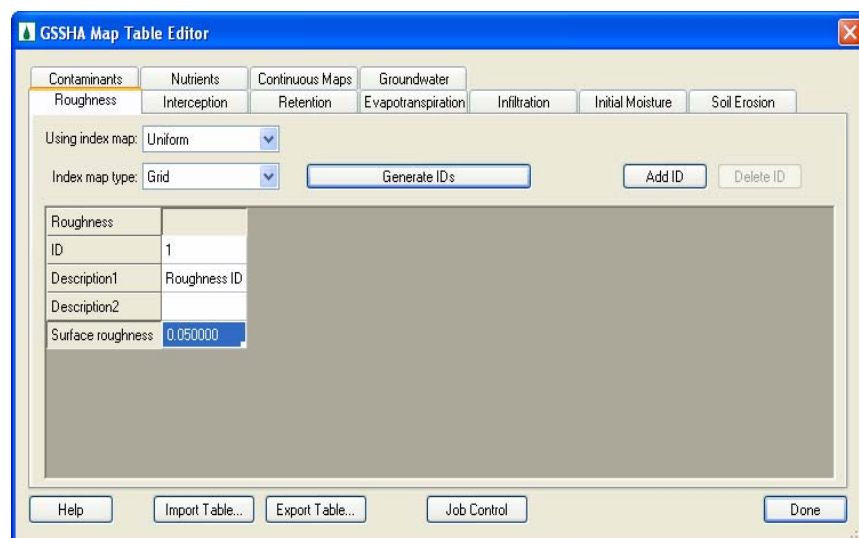 GSSHA Map Table Editor
Contaminants Nutrients Continuous Maps Groundwater
Roughness Interception Retention Evapotranspiration Infiltration Initial Moisture Soil Erosion
Using index map: Uniform
Index map type: Grid Generate IDs Add ID Delete ID
Roughness
ID 1
Description1 Roughness ID
Description2
Surface roughness 0.050000
Help Import Table... Export Table... Job Control Done